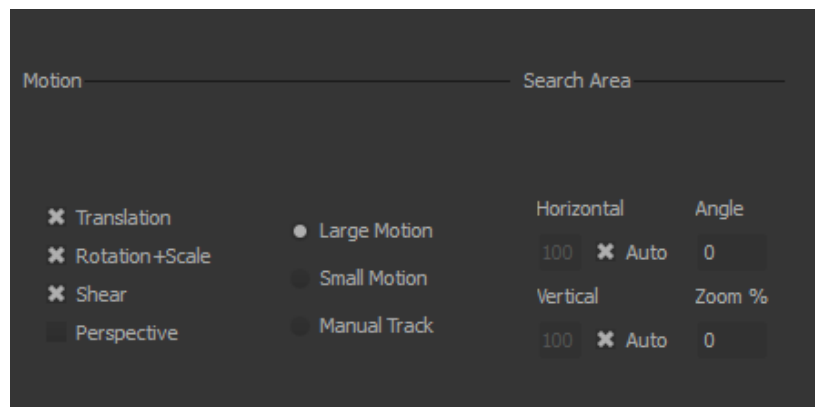 Motion
Search Area
Translation
Rotation+Scale
Shear
Perspective
Large Motion
Small Motion
Manual Track
Horizontal
Angle
100 Auto
0
Vertical
Zoom %
100 Auto
0